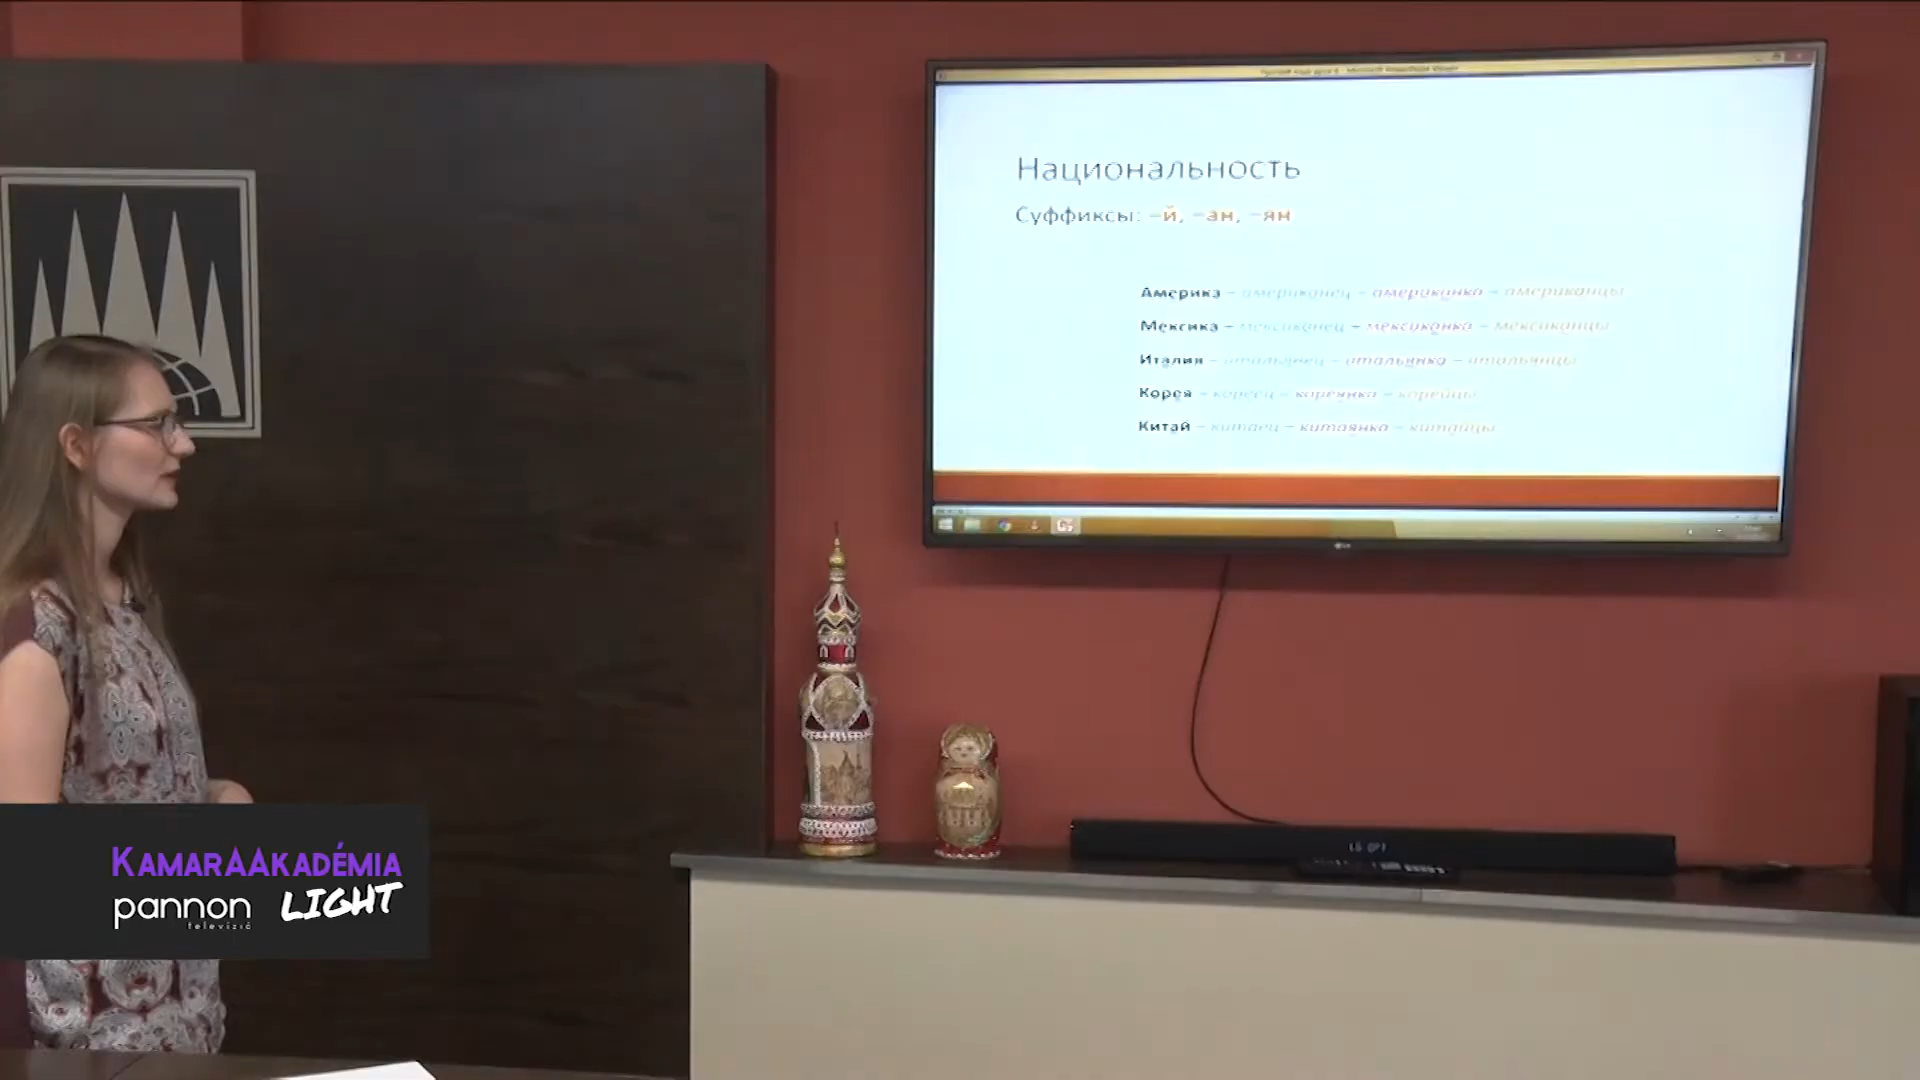 Национальность
Суффиксы: –й, –ан, –ян
Америка – американец – американка – американцы
Мексика – мексиканец – мексиканка – мексиканцы
Италия – итальянец – итальянка – итальянцы
Корея – кореец – кореянка – корейцы
Китай – китаец – китаянка – китайцы
KAMARAAKADÉMIA
pannon LIGHT
televízió